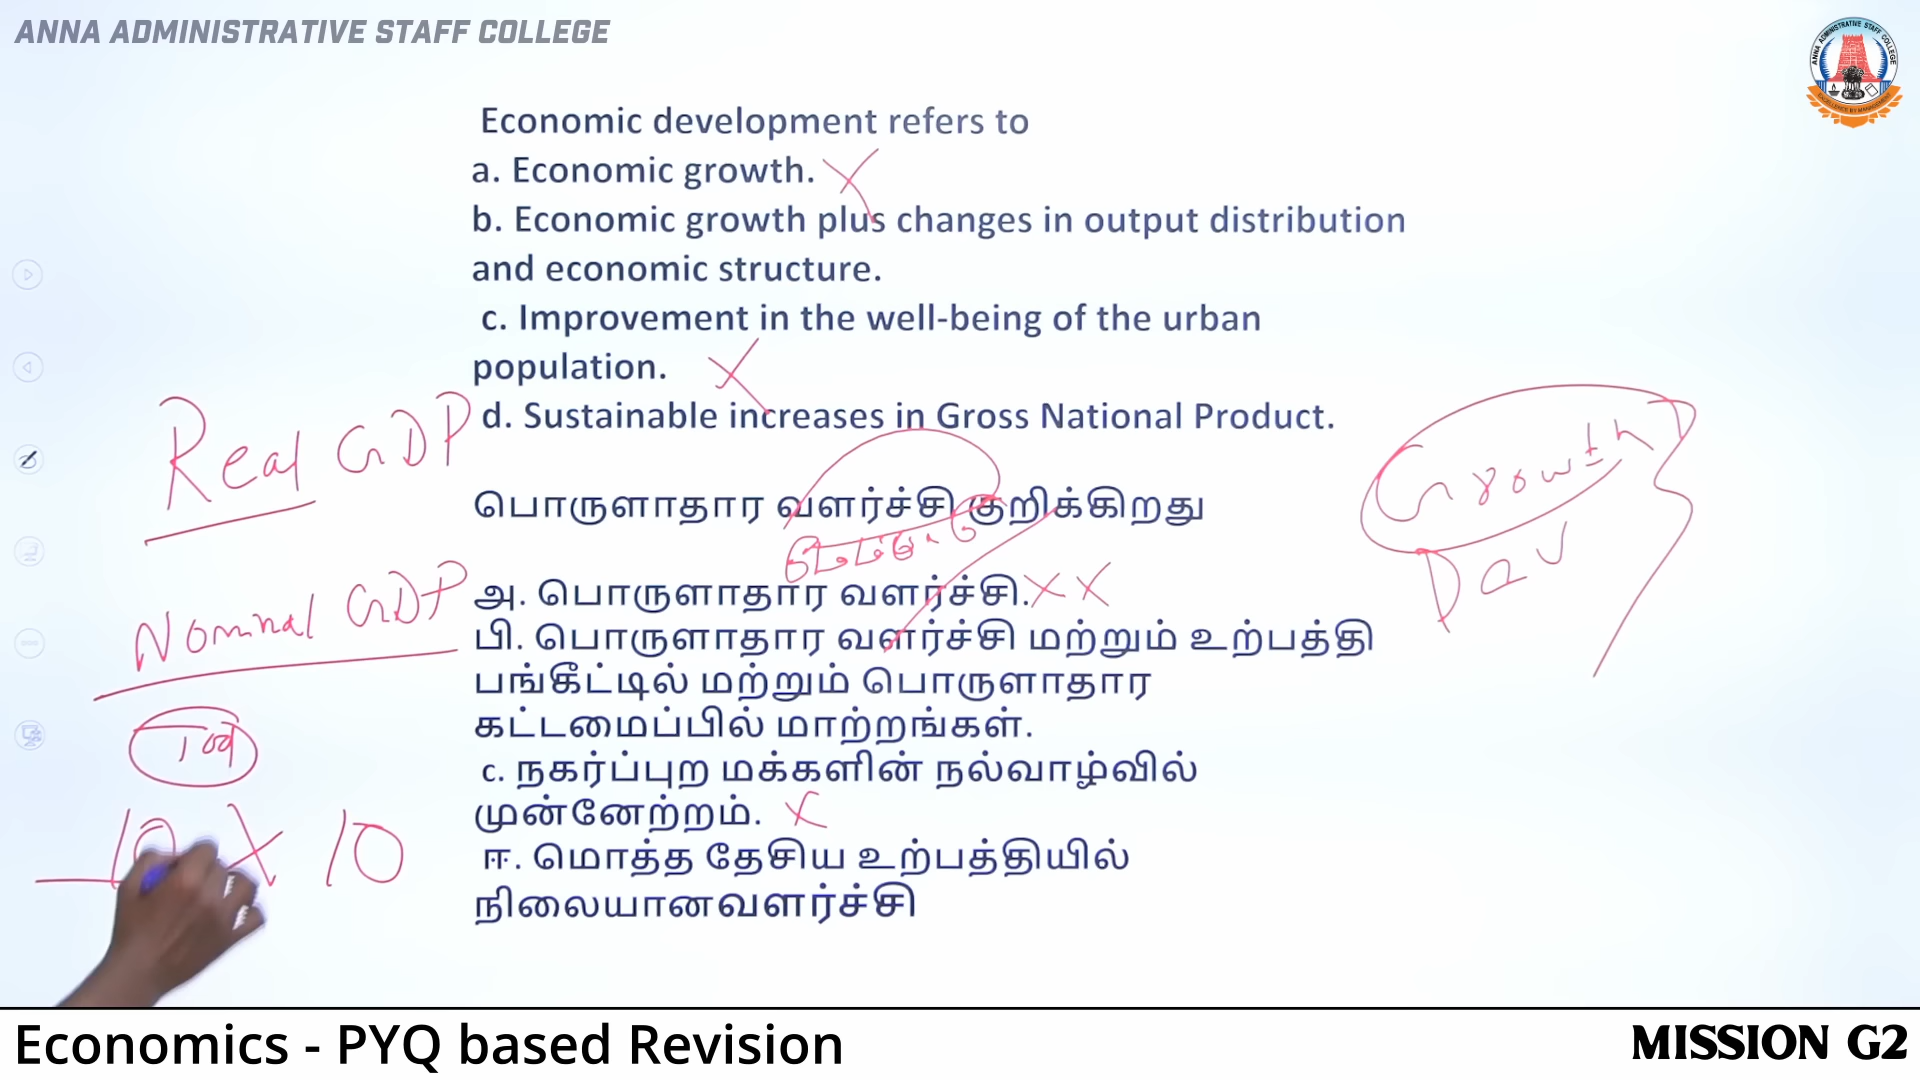 ANNA ADMINISTRATIVE STAFF COLLEGE
Economic development refers to
a. Economic growth.
b. Economic growth plus changes in output distribution
and economic structure.
c. Improvement in the well-being of the urban
population.
d. Sustainable increases in Gross National Product.
Real GDP
Growth
Dev
பொருளாதார வளர்ச்சி குறிக்கிறது
Nominal GDP
அ. பொருளாதார வளர்ச்சி.
பி. பொருளாதார வளர்ச்சி மற்றும் உற்பத்தி
பங்கீட்டில் மற்றும் பொருளாதார
கட்டமைப்பில் மாற்றங்கள்.
c. நகர்ப்புற மக்களின் நல்வாழ்வில்
முன்னேற்றம்.
10 X 10
ஈ. மொத்த தேசிய உற்பத்தியில்
நிலையானவளர்ச்சி
Economics - PYQ based Revision
MISSION G2